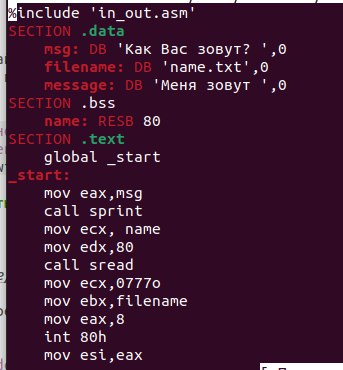 %include 'in_out.asm'
SECTION .data
    msg: DB 'Как Вас зовут? ',0
    filename: DB 'name.txt',0
    message: DB 'Меня зовут ',0
SECTION .bss
    name: RESB 80
SECTION .text
    global _start
_start:
    mov eax,msg
    call sprint
    mov ecx, name
    mov edx,80
    call sread
    mov ecx,0777o
    mov ebx,filename
    mov eax,8
    int 80h
    mov esi,eax